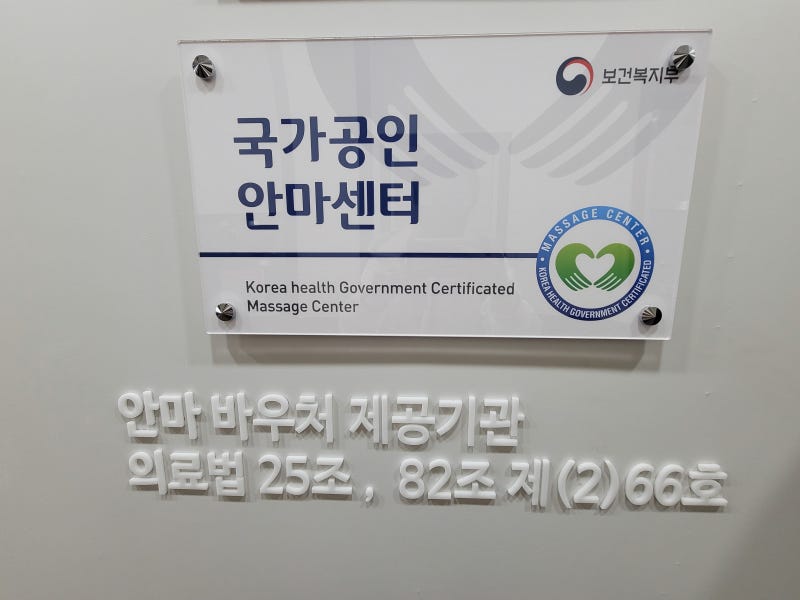 보건복지부
국가공인
안마센터
Korea health Government Certificated
Massage Center
MASSAGE CENTER
KOREA HEALTH GOVERNMENT CERTIFICATED
안마 바우처 제공기관
의료법 25조, 82조 제(2)66호